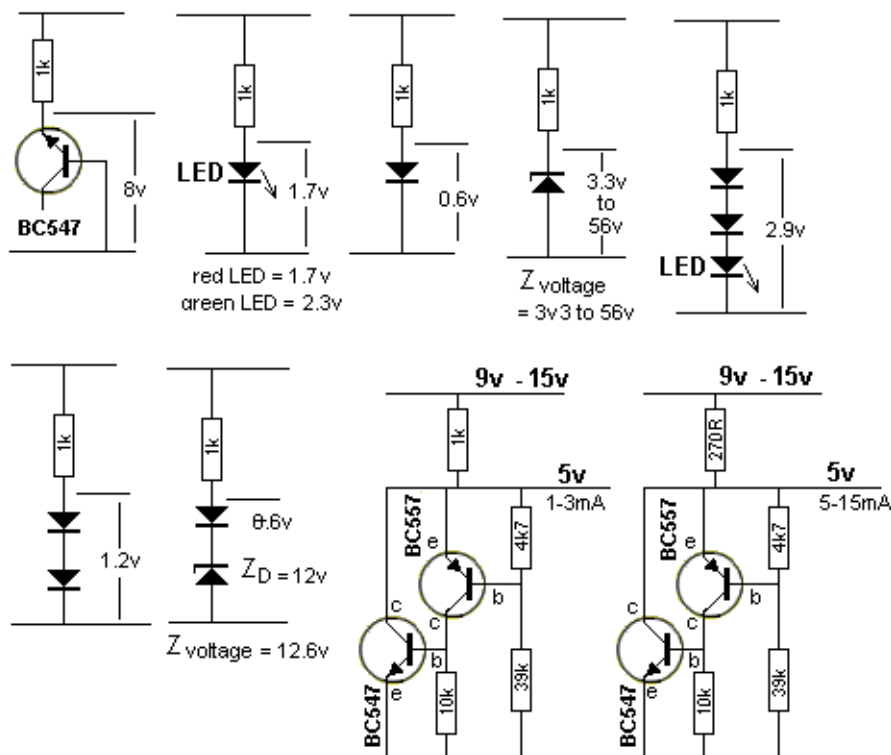 1k
8v
BC547
1k
LED
1.7v
red LED = 1.7v
green LED = 2.3v
1k
0.6v
1k
3.3v
to
56v
Z voltage
= 3v3 to 56v
1k
2.9v
LED
1k
1.2v
1k
0.6v
ZD = 12v
Z voltage = 12.6v
9v - 15v
1k
5v
1-3mA
BC557
e
4k7
b
c
c
b
e
BC547
10k
39k
9v - 15v
270R
5v
5-15mA
BC557
e
4k7
b
c
c
b
e
BC547
10k
39k